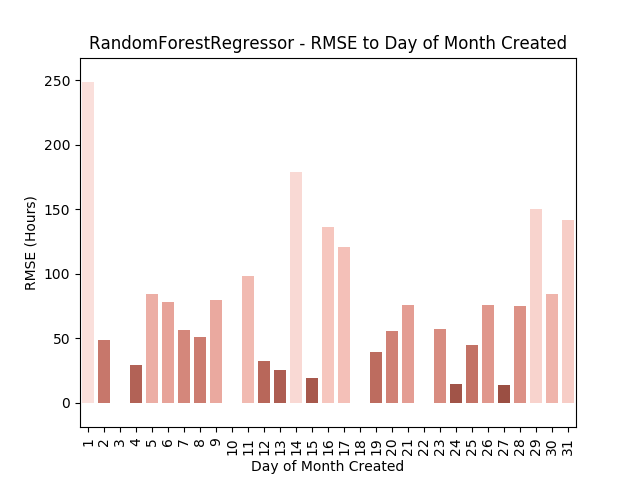 RandomForestRegressor - RMSE to Day of Month Created
250
200
150
100
50
0
RMSE (Hours)
1 2 3 4 5 6 7 8 9 10 11 12 13 14 15 16 17 18 19 20 21 22 23 24 25 26 27 28 29 30 31
Day of Month Created